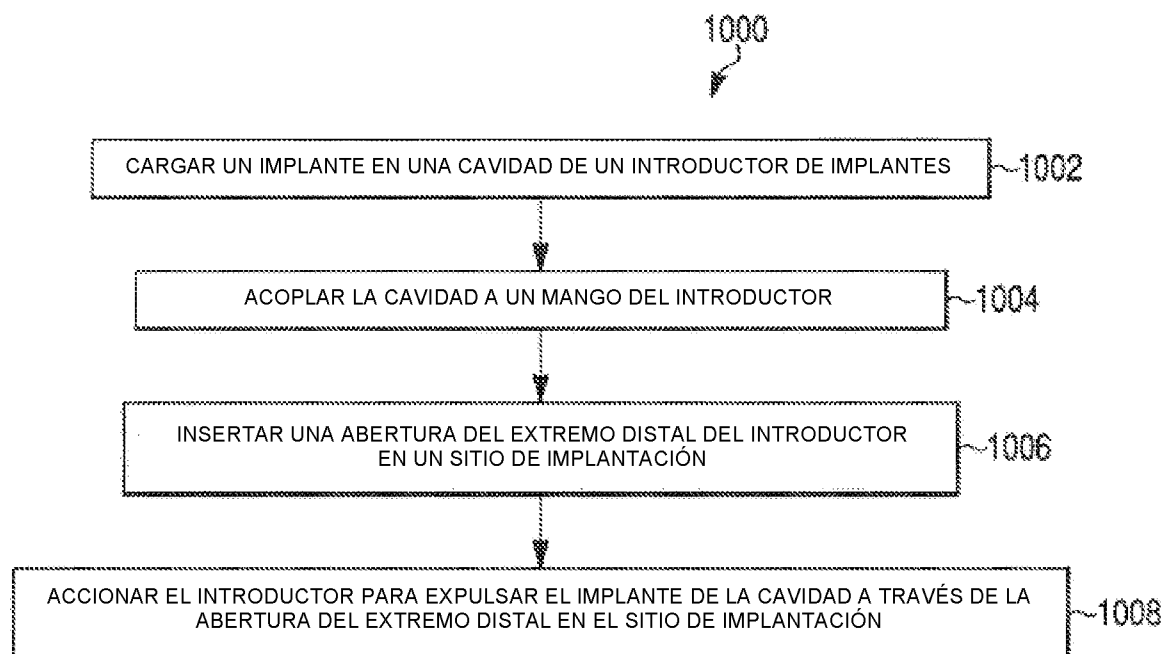 1000
CARGAR UN IMPLANTE EN UNA CAVIDAD DE UN INTRODUCTOR DE IMPLANTES
1002
ACOPLAR LA CAVIDAD A UN MANGO DEL INTRODUCTOR
1004
INSERTAR UNA ABERTURA DEL EXTREMO DISTAL DEL INTRODUCTOR
EN UN SITIO DE IMPLANTACIÓN
1006
ACCIONAR EL INTRODUCTOR PARA EXPULSAR EL IMPLANTE DE LA CAVIDAD A TRAVÉS DE LA
ABERTURA DEL EXTREMO DISTAL EN EL SITIO DE IMPLANTACIÓN
1008